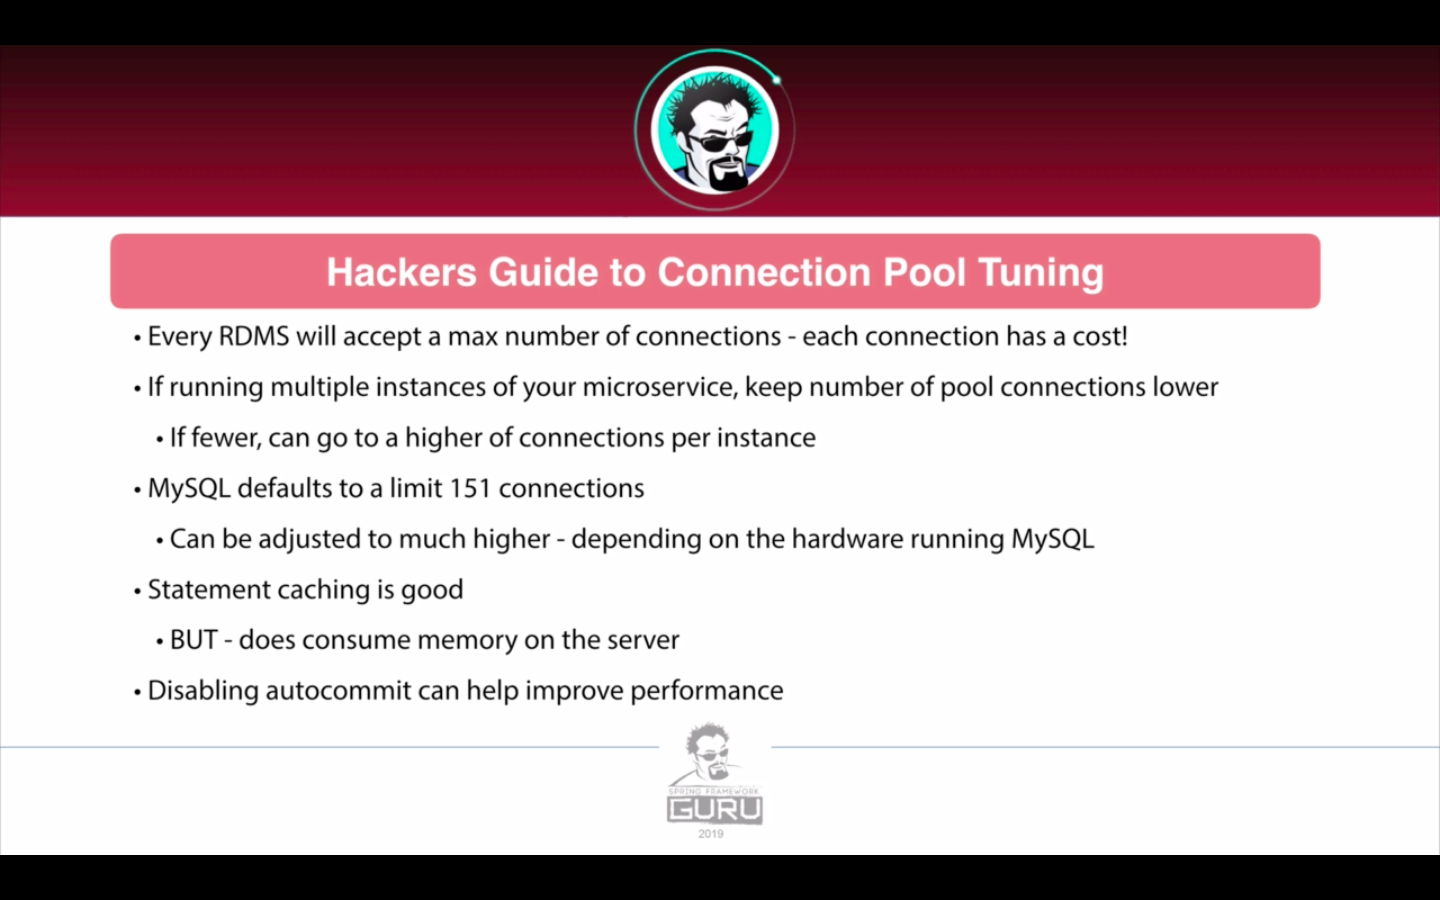 Hackers Guide to Connection Pool Tuning
• Every RDMS will accept a max number of connections - each connection has a cost!
• If running multiple instances of your microservice, keep number of pool connections lower
• If fewer, can go to a higher of connections per instance
• MySQL defaults to a limit 151 connections
• Can be adjusted to much higher - depending on the hardware running MySQL
• Statement caching is good
• BUT - does consume memory on the server
• Disabling autocommit can help improve performance
SPRING FRAMEWORK
GURU
2019